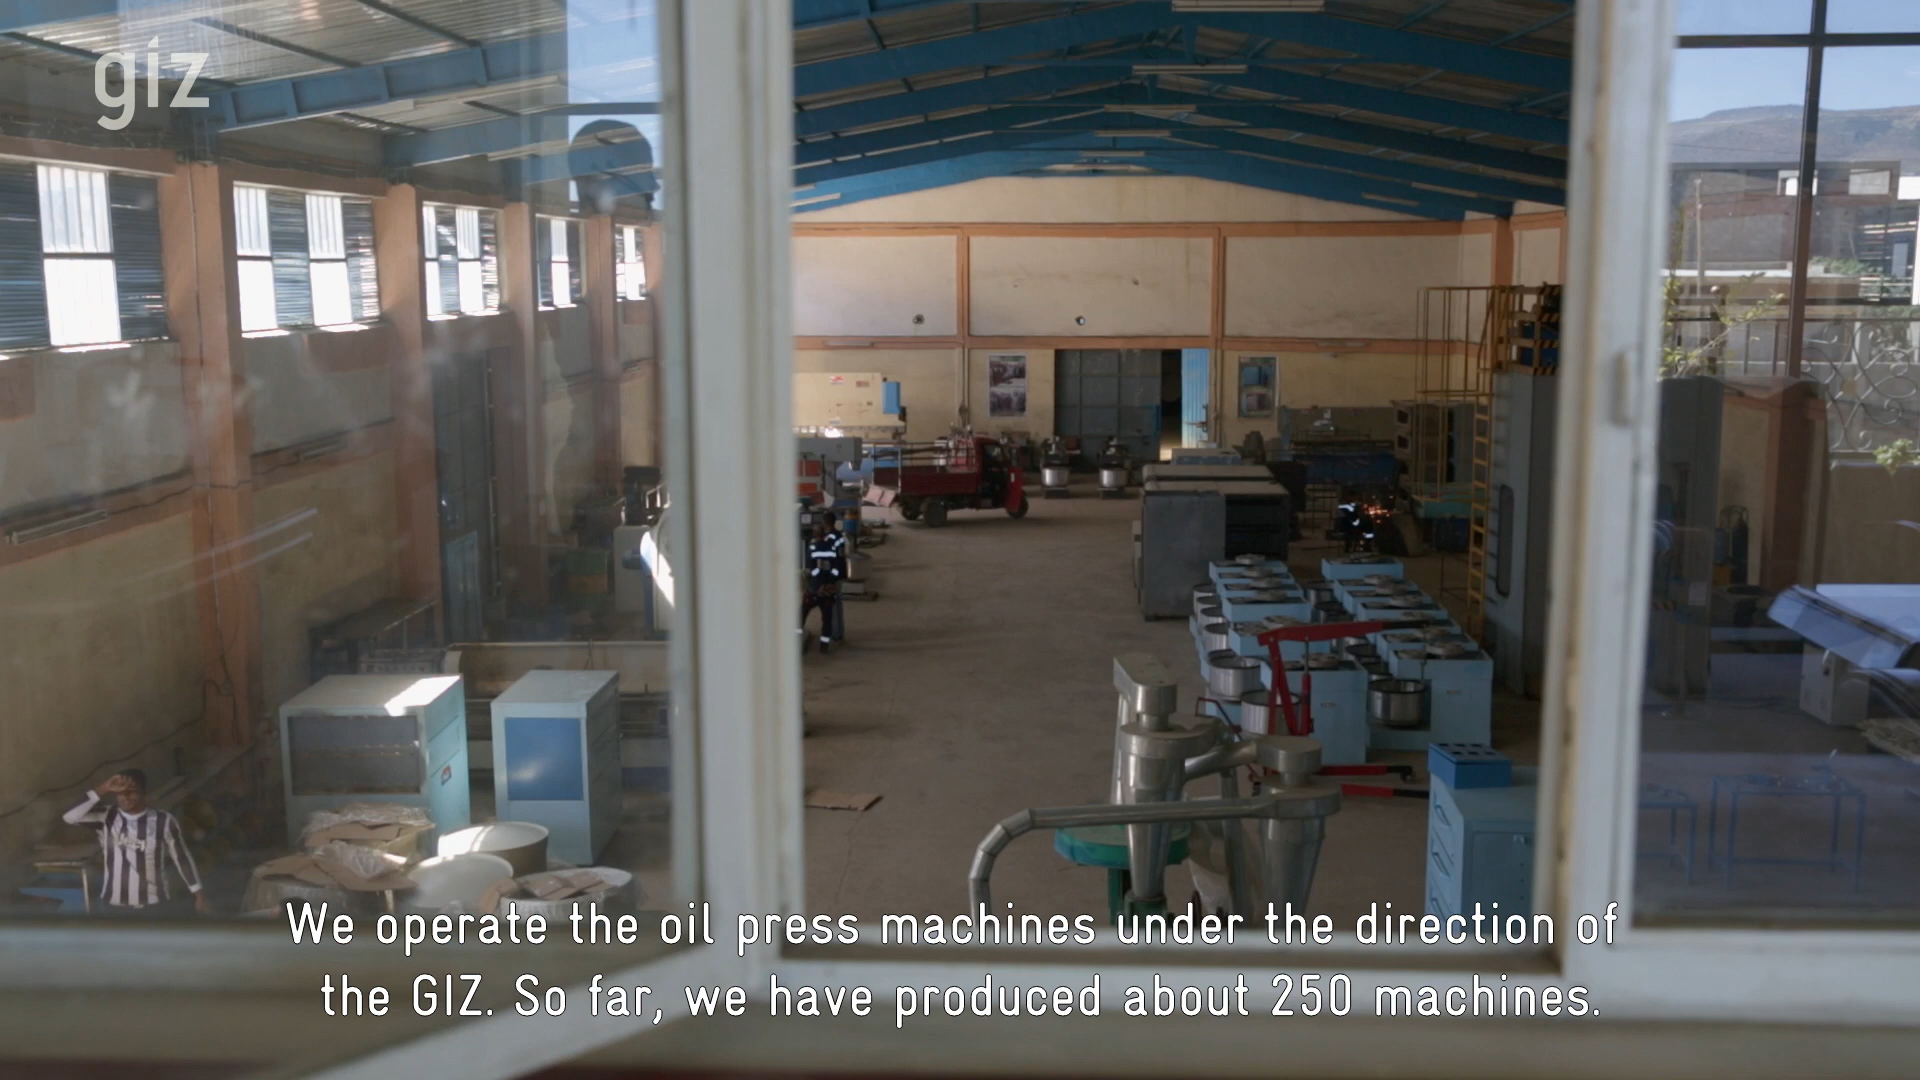 giz
We operate the oil press machines under the direction of
the GIZ. So far, we have produced about 250 machines.